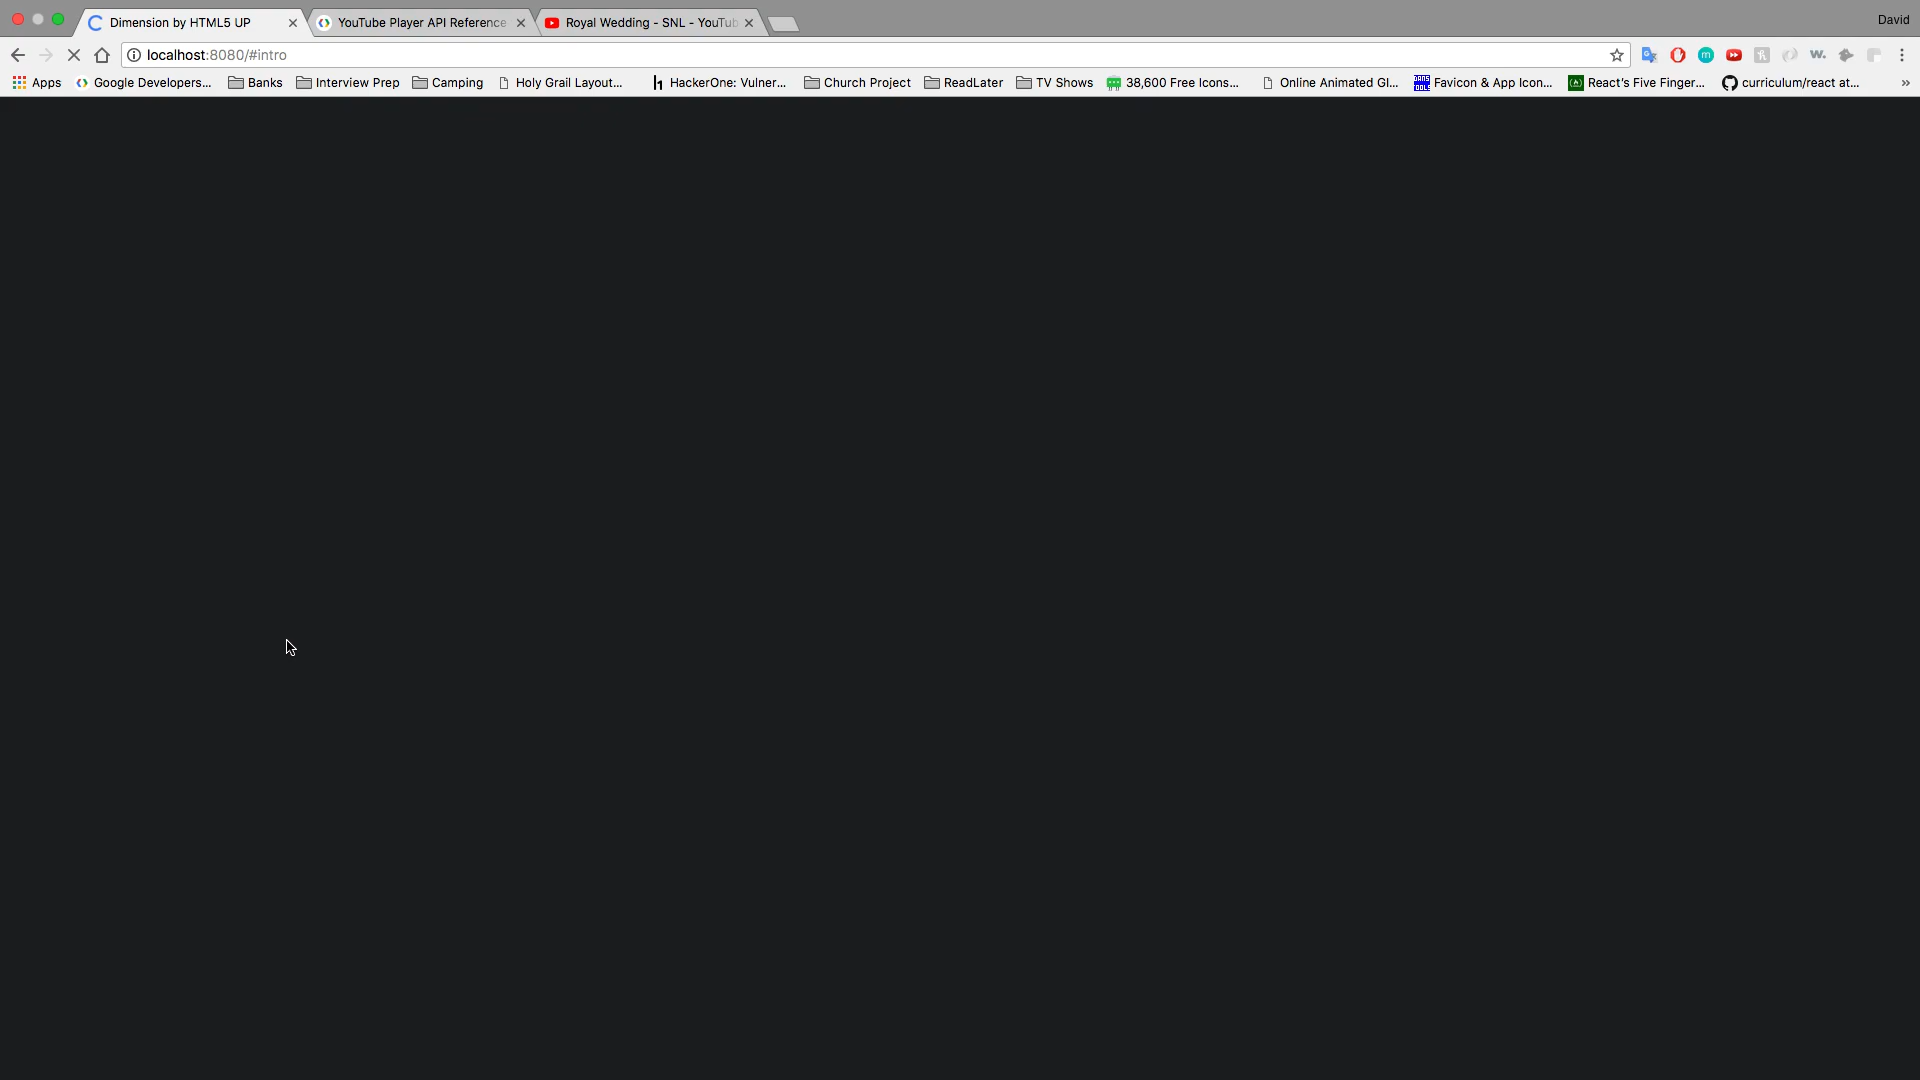 Dimension by HTML5 UP
YouTube Player API Reference
Royal Wedding - SNL - YouTub
David
localhost:8080/#intro
Apps
Google Developers...
Banks
Interview Prep
Camping
Holy Grail Layout...
HackerOne: Vulner...
Church Project
ReadLater
TV Shows
38,600 Free Icons...
Online Animated GI...
Favicon & App Icon...
React's Five Finger...
curriculum/react at...